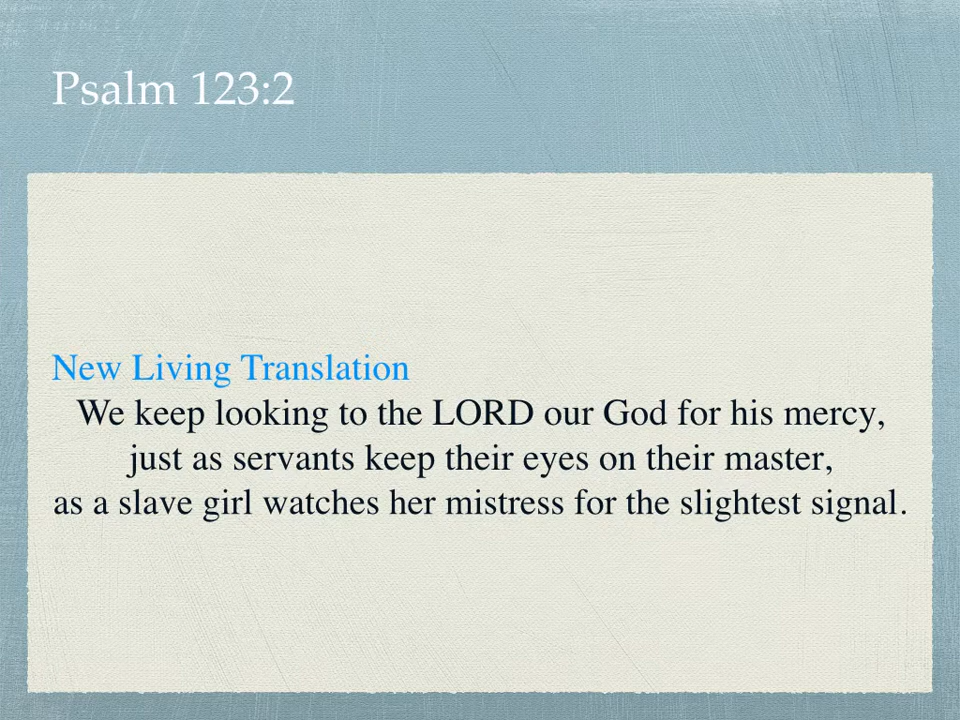 Psalm 123:2
New Living Translation
We keep looking to the LORD our God for his mercy,
just as servants keep their eyes on their master,
as a slave girl watches her mistress for the slightest signal.